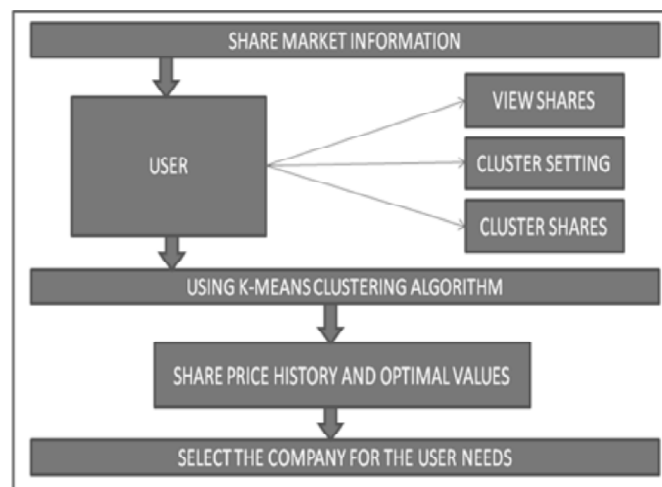 SHARE MARKET INFORMATION
VIEW SHARES
USER
CLUSTER SETTING
CLUSTER SHARES
USING K-MEANS CLUSTERING ALGORITHM
SHARE PRICE HISTORY AND OPTIMAL VALUES
SELECT THE COMPANY FOR THE USER NEEDS